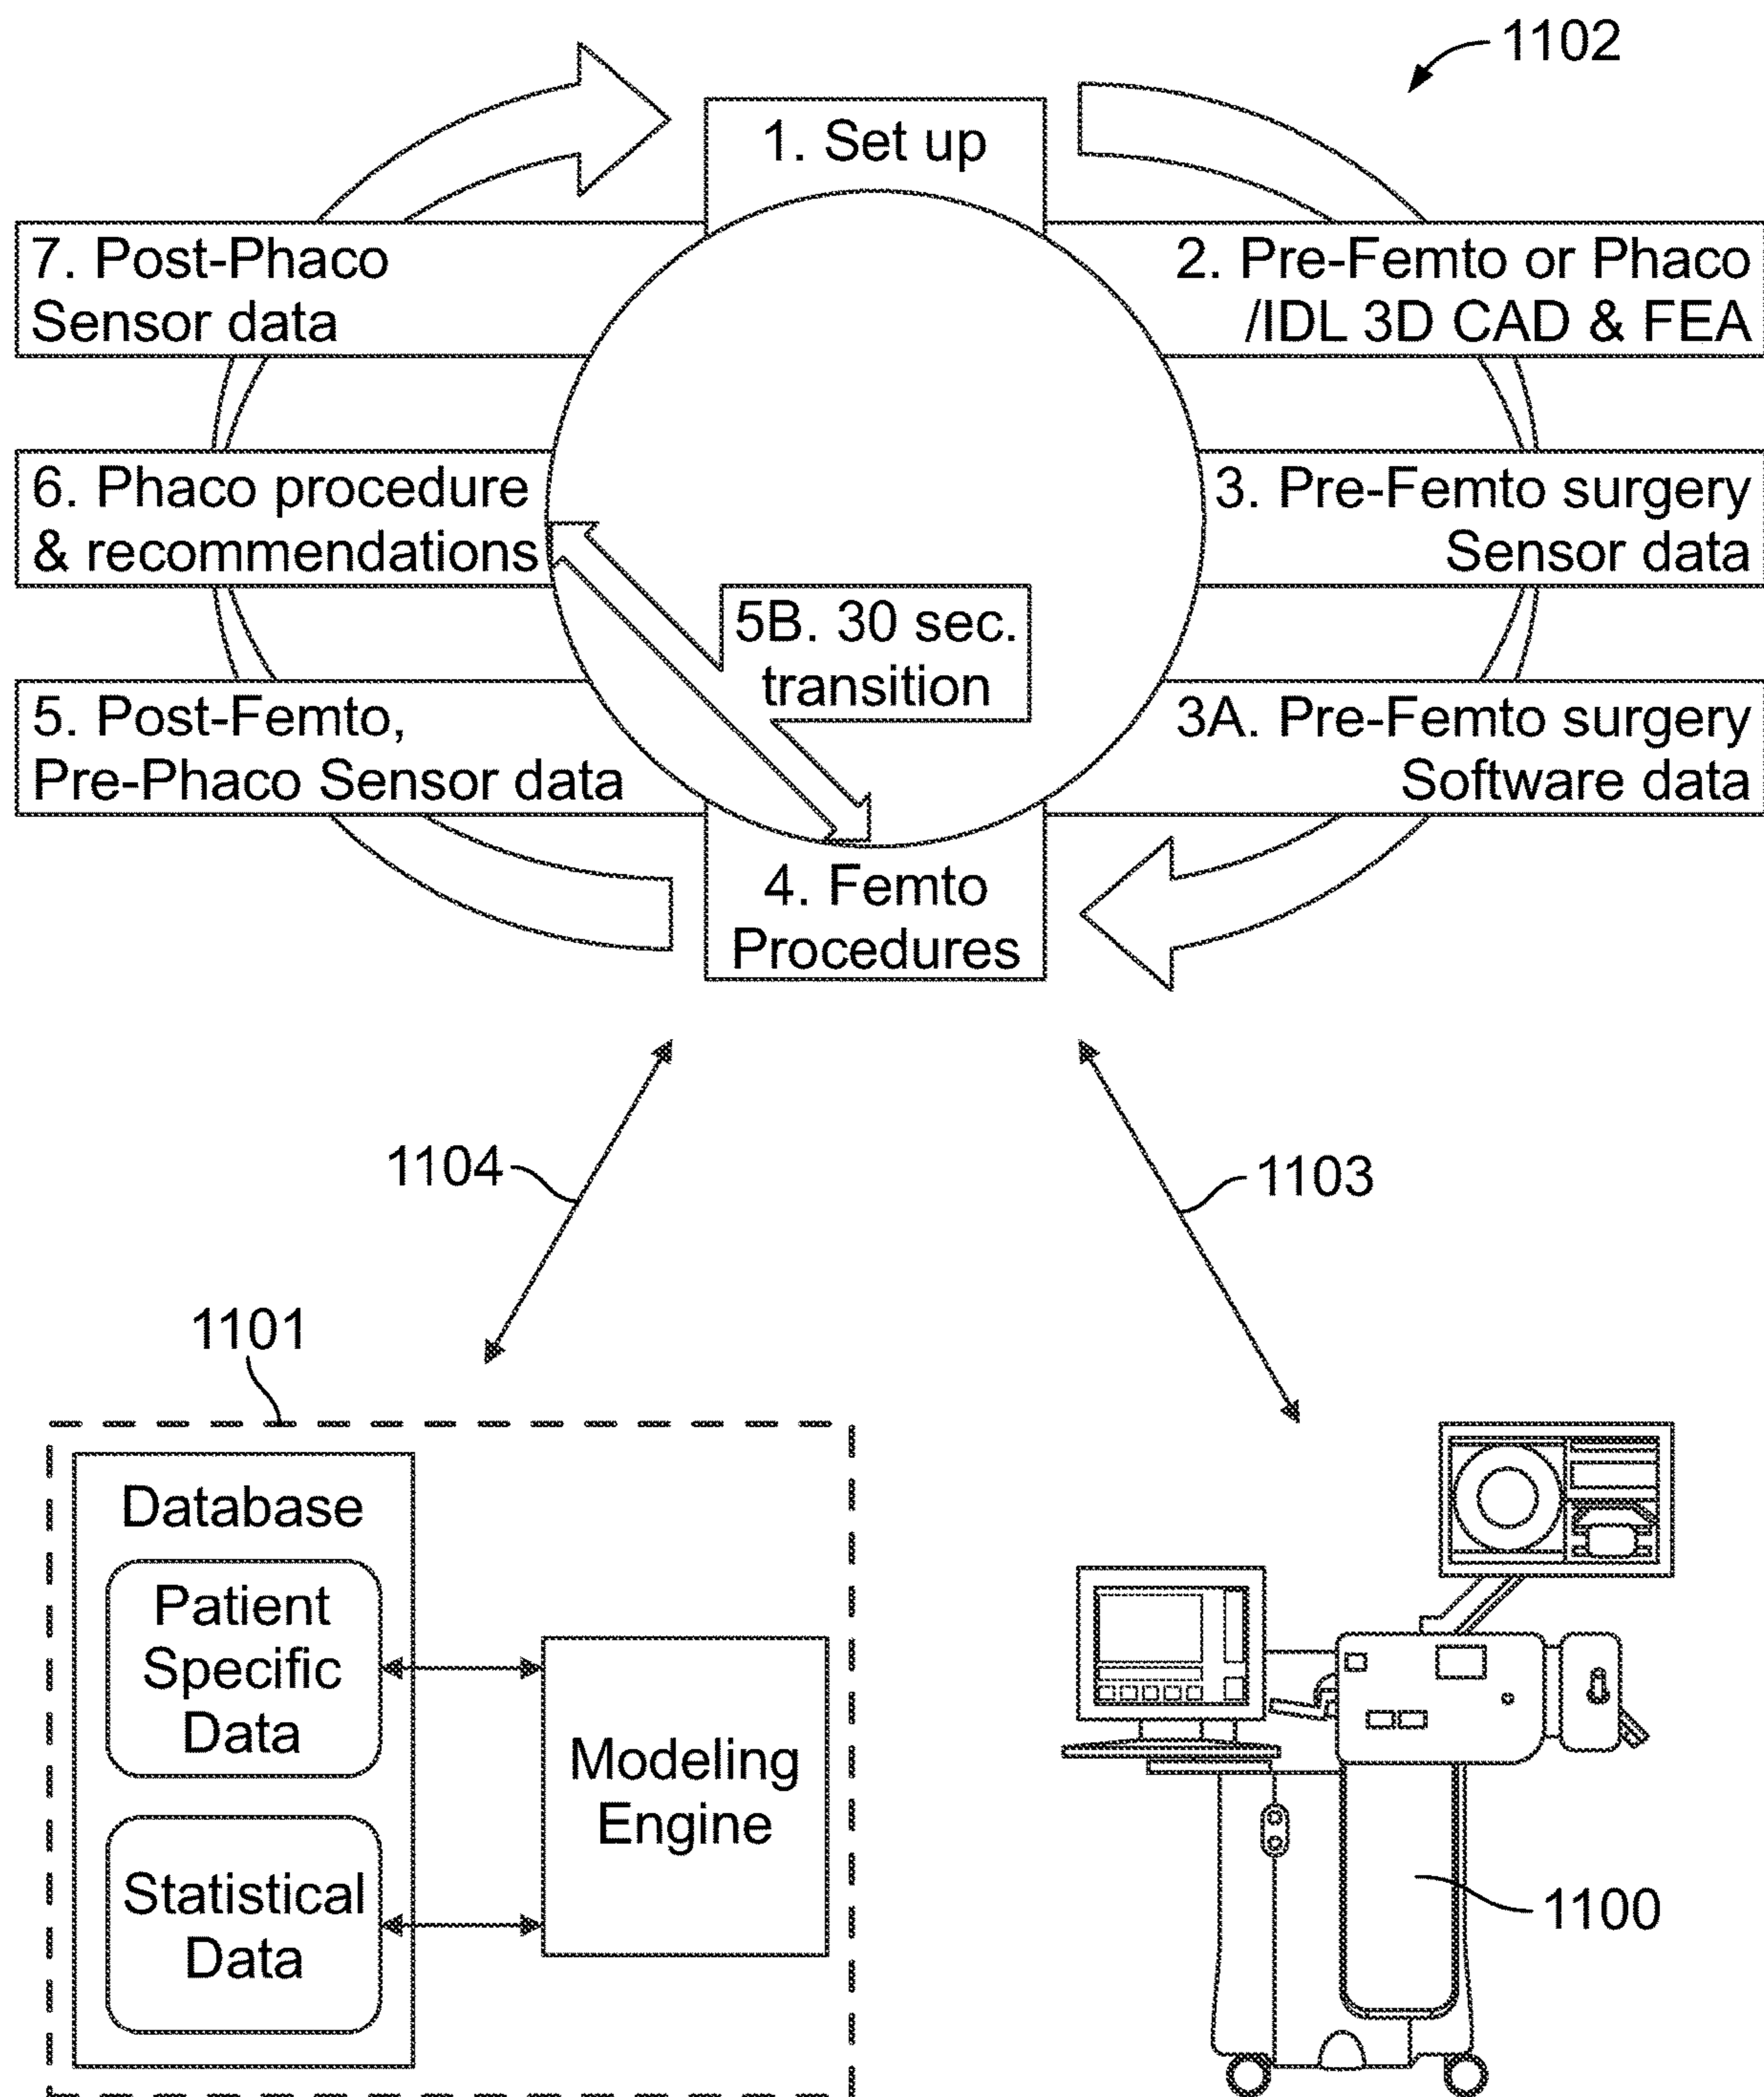 1102
1. Set up
7. Post-Phaco
Sensor data
2. Pre-Femto or Phaco
/IDL 3D CAD & FEA
6. Phaco procedure
& recommendations
3. Pre-Femto surgery
Sensor data
5B. 30 sec.
transition
5. Post-Femto,
Pre-Phaco Sensor data
3A. Pre-Femto surgery
Software data
4. Femto
Procedures
1104
1103
1101
Database
Patient
Specific
Data
Statistical
Data
Modeling
Engine
1100